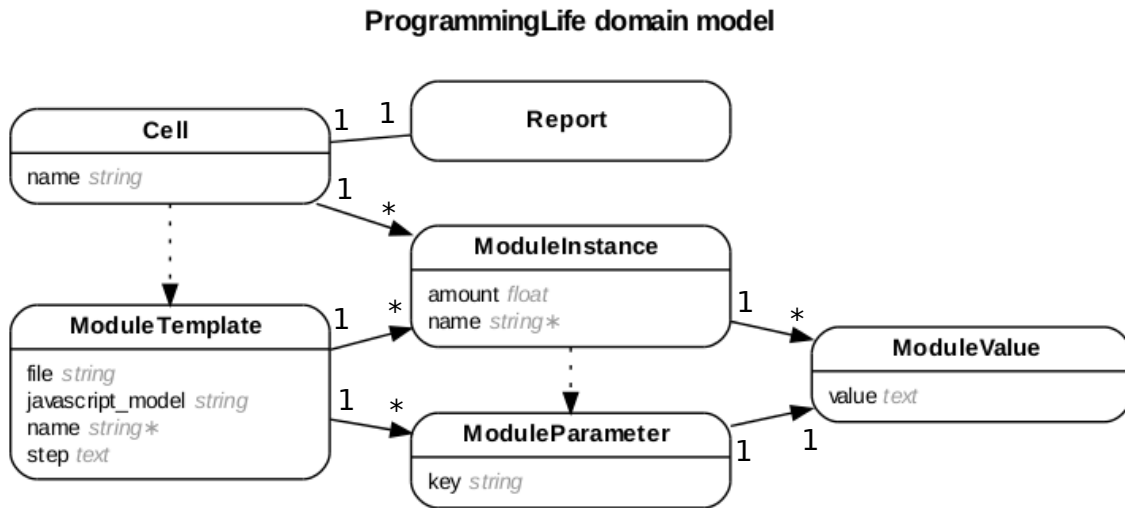 ProgrammingLife domain model
Cell
name string
1
1
Report
1
*
ModuleInstance
amount float
name string*
ModuleTemplate
file string
javascript_model string
name string*
step text
1
*
1
*
1
*
ModuleValue
value text
ModuleParameter
key string
1
1